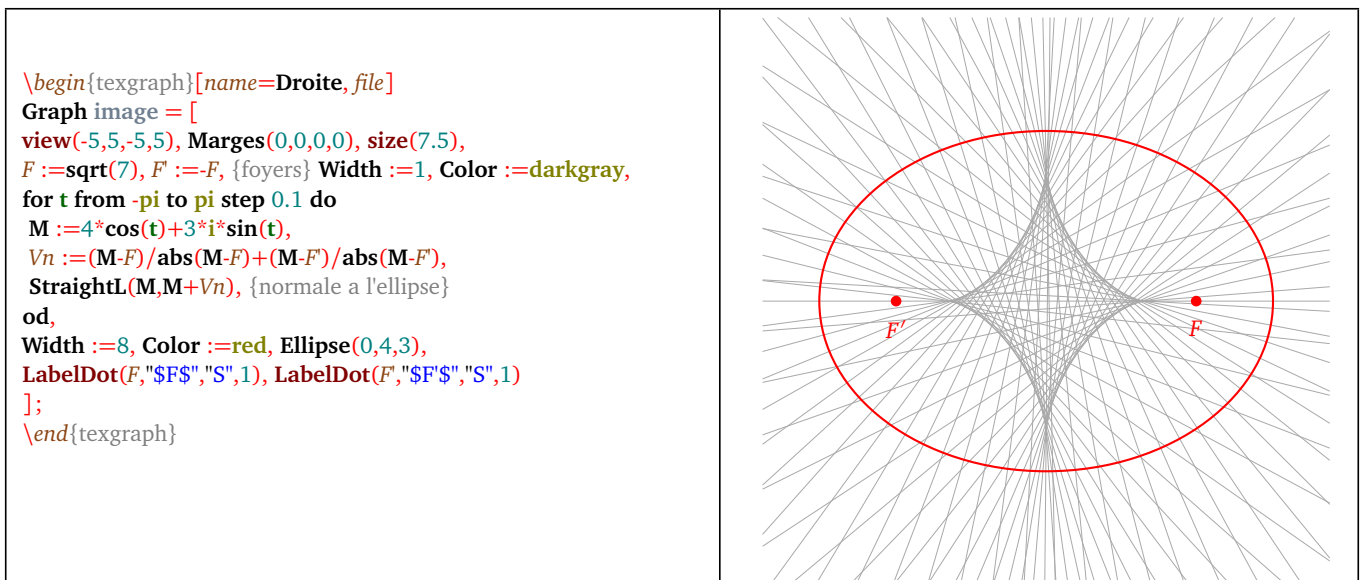 \begin{texgraph}[name=Droite, file]
Graph image = [
view(-5,5,-5,5), Marges(0,0,0,0), size(7.5),
F :=sqrt(7), F' :=-F, {foyers} Width :=1, Color :=darkgray,
for t from -pi to pi step 0.1 do
M :=4*cos(t)+3*i*sin(t),
Vn :=(M-F)/abs(M-F)+(M-F')/abs(M-F'),
StraightL(M,M+Vn), {normale a l'ellipse}
od,
Width :=8, Color :=red, Ellipse(0,4,3),
LabelDot(F,"$F$","S",1), LabelDot(F',"$F'$","S",1)
];
\end{texgraph}
F′
F